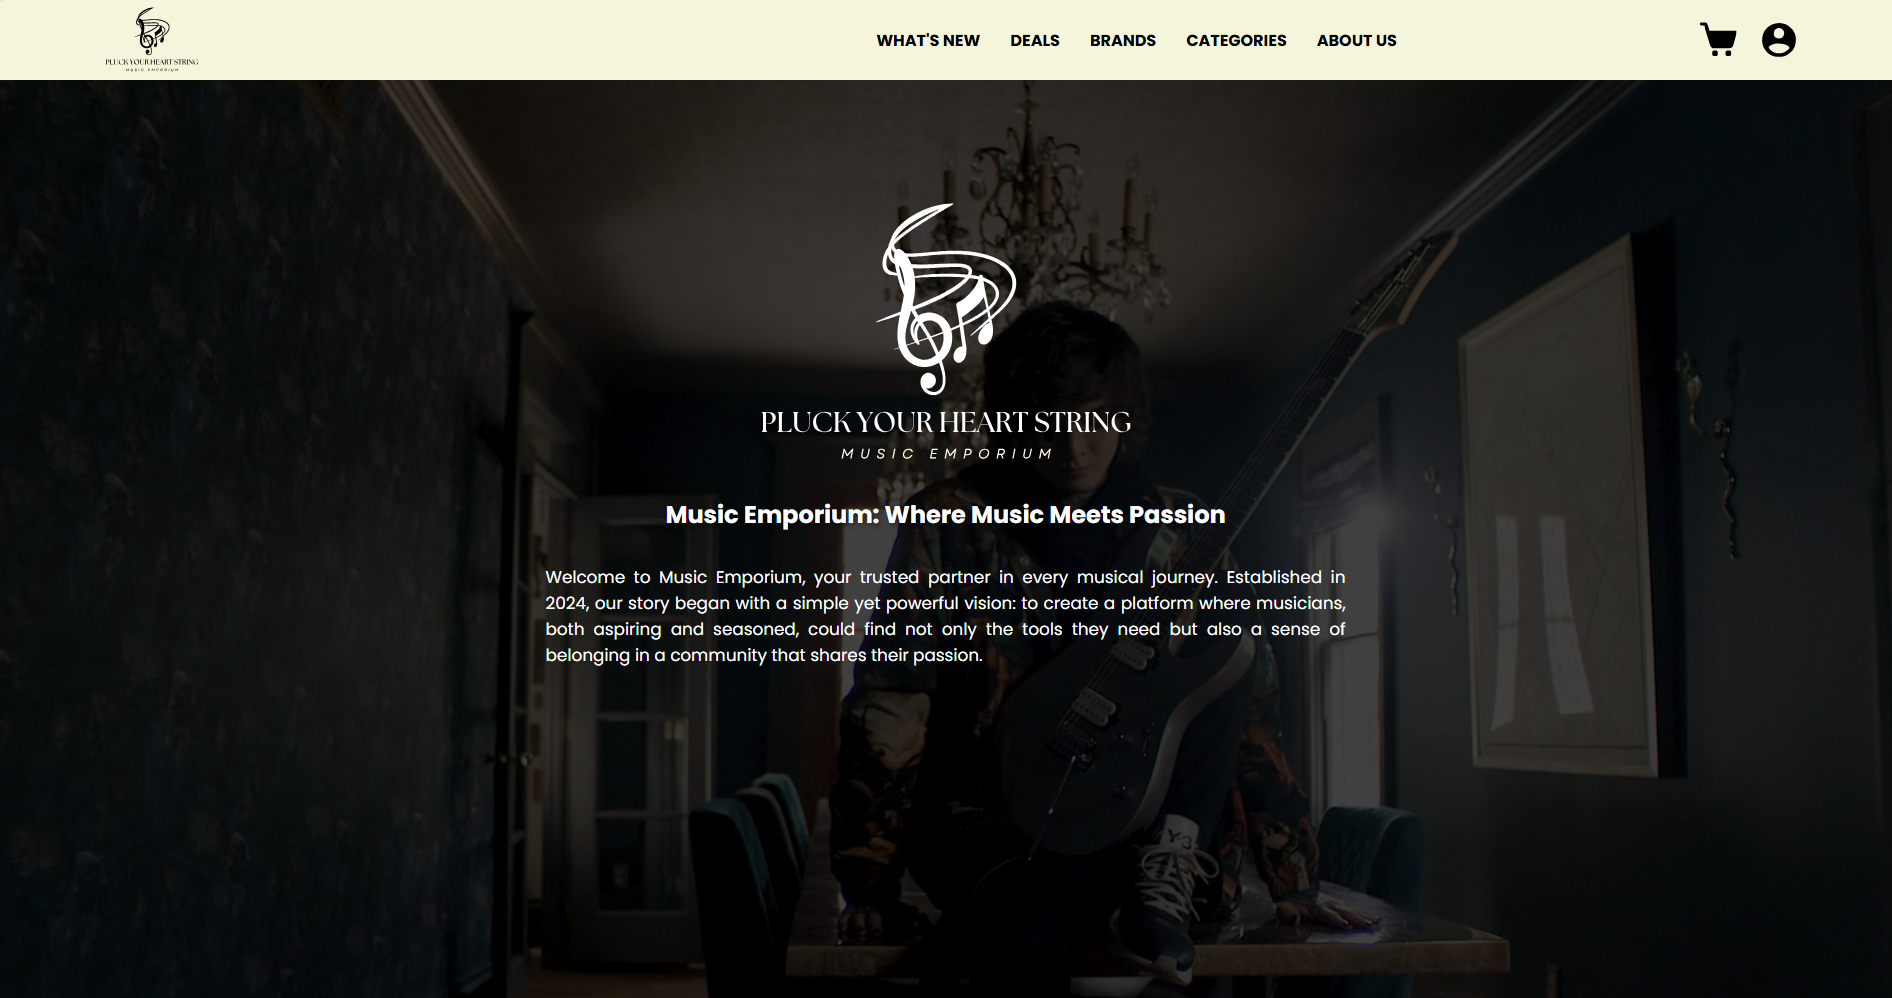 PLUCK YOUR HEART STRING
MUSIC EMPORIUM
WHAT'S NEW DEALS BRANDS CATEGORIES ABOUT US
PLUCK YOUR HEART STRING
MUSIC EMPORIUM
Music Emporium: Where Music Meets Passion
Welcome to Music Emporium, your trusted partner in every musical journey. Established in
2024, our story began with a simple yet powerful vision: to create a platform where musicians,
both aspiring and seasoned, could find not only the tools they need but also a sense of
belonging in a community that shares their passion.
Y-3